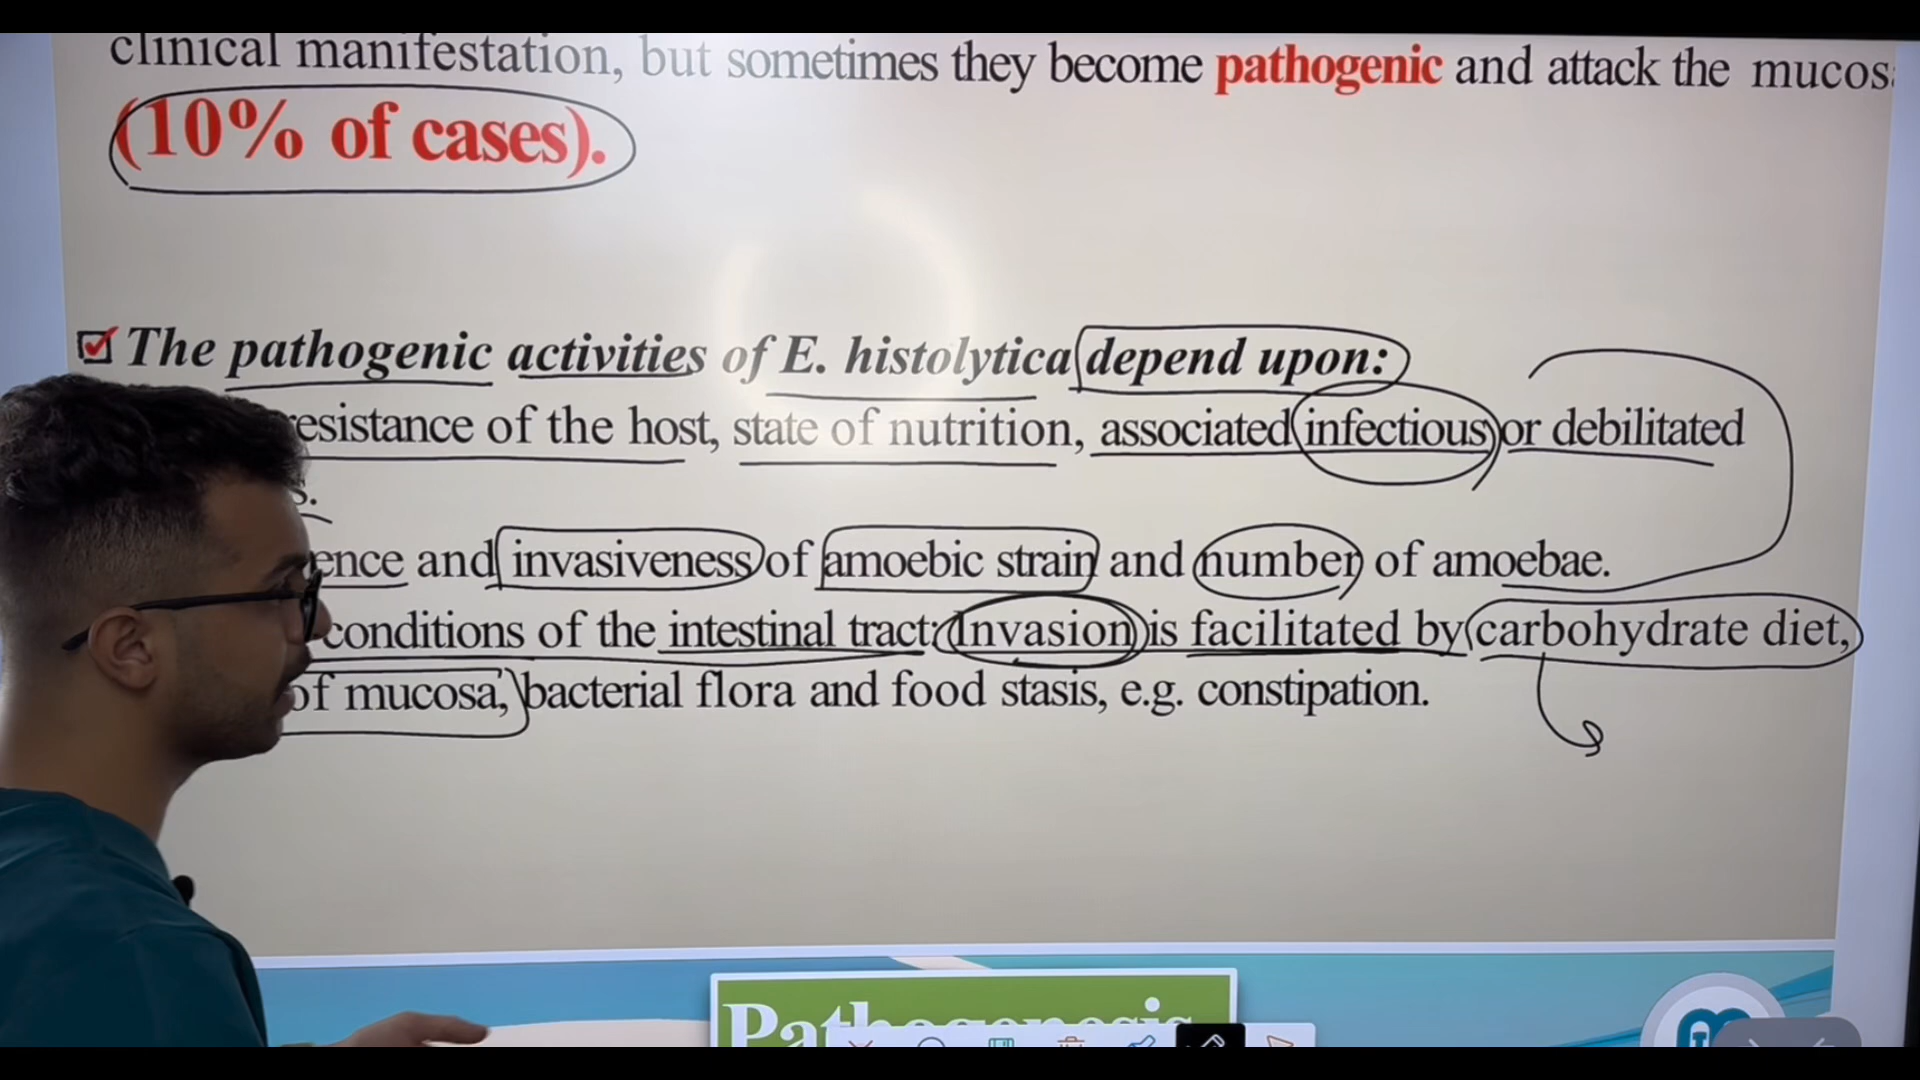 clinical manifestation, but sometimes they become pathogenic and attack the mucos
(10% of cases).
The pathogenic activities of E. histolytica depend upon:
esistance of the host, state of nutrition, associated infectious or debilitated
s.
ence and invasiveness of amoebic strain and number of amoebae.
conditions of the intestinal tract: Invasion is facilitated by carbohydrate diet,
of mucosa, bacterial flora and food stasis, e.g. constipation.
Pathogenesis